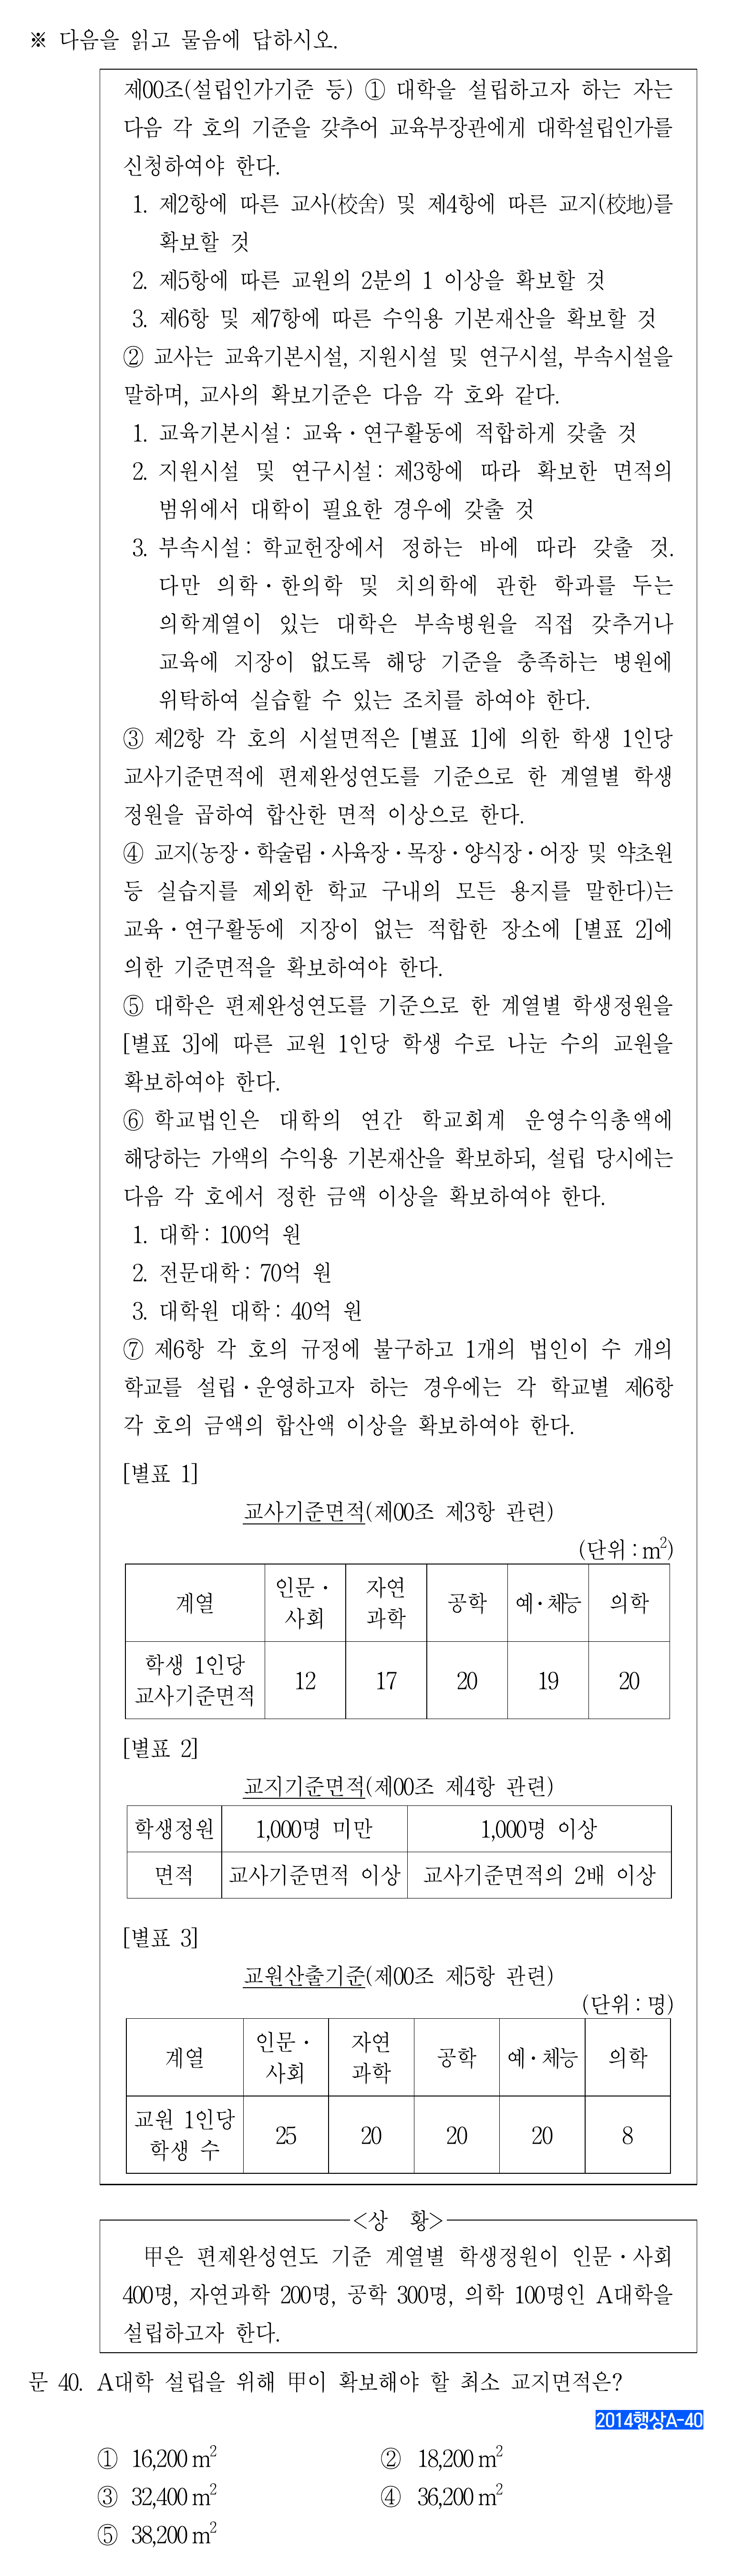 ※ 다음을 읽고 물음에 답하시오.
제00조(설립인가기준 등) ① 대학을 설립하고자 하는 자는
다음 각 호의 기준을 갖추어 교육부장관에게 대학설립인가를
신청하여야 한다.
1. 제2항에 따른 교사(校舍) 및 제4항에 따른 교지(校地)를
확보할 것
2. 제5항에 따른 교원의 2분의 1 이상을 확보할 것
3. 제6항 및 제7항에 따른 수익용 기본재산을 확보할 것
② 교사는 교육기본시설, 지원시설 및 연구시설, 부속시설을
말하며, 교사의 확보기준은 다음 각 호와 같다.
1. 교육기본시설 : 교육・연구활동에 적합하게 갖출 것
2. 지원시설 및 연구시설 : 제3항에 따라 확보한 면적의
범위에서 대학이 필요한 경우에 갖출 것
3. 부속시설 : 학교헌장에서 정하는 바에 따라 갖출 것.
다만 의학・한의학 및 치의학에 관한 학과를 두는
의학계열이 있는 대학은 부속병원을 직접 갖추거나
교육에 지장이 없도록 해당 기준을 충족하는 병원에
위탁하여 실습할 수 있는 조치를 하여야 한다.
③ 제2항 각 호의 시설면적은 [별표 1]에 의한 학생 1인당
교사기준면적에 편제완성연도를 기준으로 한 계열별 학생
정원을 곱하여 합산한 면적 이상으로 한다.
④ 교지(농장・학술림・사육장・목장・양식장・어장 및 약초원
등 실습지를 제외한 학교 구내의 모든 용지를 말한다)는
교육・연구활동에 지장이 없는 적합한 장소에 [별표 2]에
의한 기준면적을 확보하여야 한다.
⑤ 대학은 편제완성연도를 기준으로 한 계열별 학생정원을
[별표 3]에 따른 교원 1인당 학생 수로 나눈 수의 교원을
확보하여야 한다.
⑥ 학교법인은 대학의 연간 학교회계 운영수익총액에
해당하는 가액의 수익용 기본재산을 확보하되, 설립 당시에는
다음 각 호에서 정한 금액 이상을 확보하여야 한다.
1. 대학 : 100억 원
2. 전문대학 : 70억 원
3. 대학원 대학 : 40억 원
⑦ 제6항 각 호의 규정에 불구하고 1개의 법인이 수 개의
학교를 설립・운영하고자 하는 경우에는 각 학교별 제6항
각 호의 금액의 합산액 이상을 확보하여야 한다.
[별표 1]
교사기준면적(제00조 제3항 관련)
(단위 : m²)
계열 인문・사회 자연과학 공학 예・체능 의학
학생 1인당 교사기준면적 12 17 20 19 20
[별표 2]
교지기준면적(제00조 제4항 관련)
학생정원 1,000명 미만 1,000명 이상
면적 교사기준면적 이상 교사기준면적의 2배 이상
[별표 3]
교원산출기준(제00조 제5항 관련)
(단위 : 명)
계열 인문・사회 자연과학 공학 예・체능 의학
교원 1인당 학생 수 25 20 20 20 8
<상 황>
甲은 편제완성연도 기준 계열별 학생정원이 인문・사회
400명, 자연과학 200명, 공학 300명, 의학 100명인 A대학을
설립하고자 한다.
문 40. A대학 설립을 위해 甲이 확보해야 할 최소 교지면적은?
2014행상A-40
① 16,200 m² ② 18,200 m²
③ 32,400 m² ④ 36,200 m²
⑤ 38,200 m²